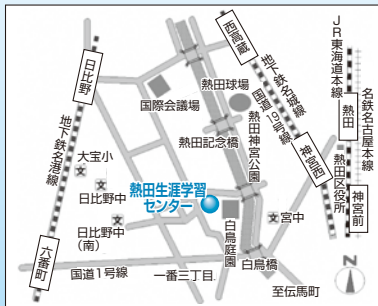 西高蔵
地下鉄名城線
国道19号線
JR東海道本線
名鉄名古屋本線
日比野
国際会議場
熱田球場
熱田
地下鉄名港線
熱田記念橋
熱田神宮公園
神宮西
熱田区役所
神宮前
大宝小
文
日比野中
文
熱田生涯学習
センター
日比野中
(南)
文
白鳥庭園
文
宮中
六番町
国道1号線
一番三丁目
白鳥橋
至伝馬町
N